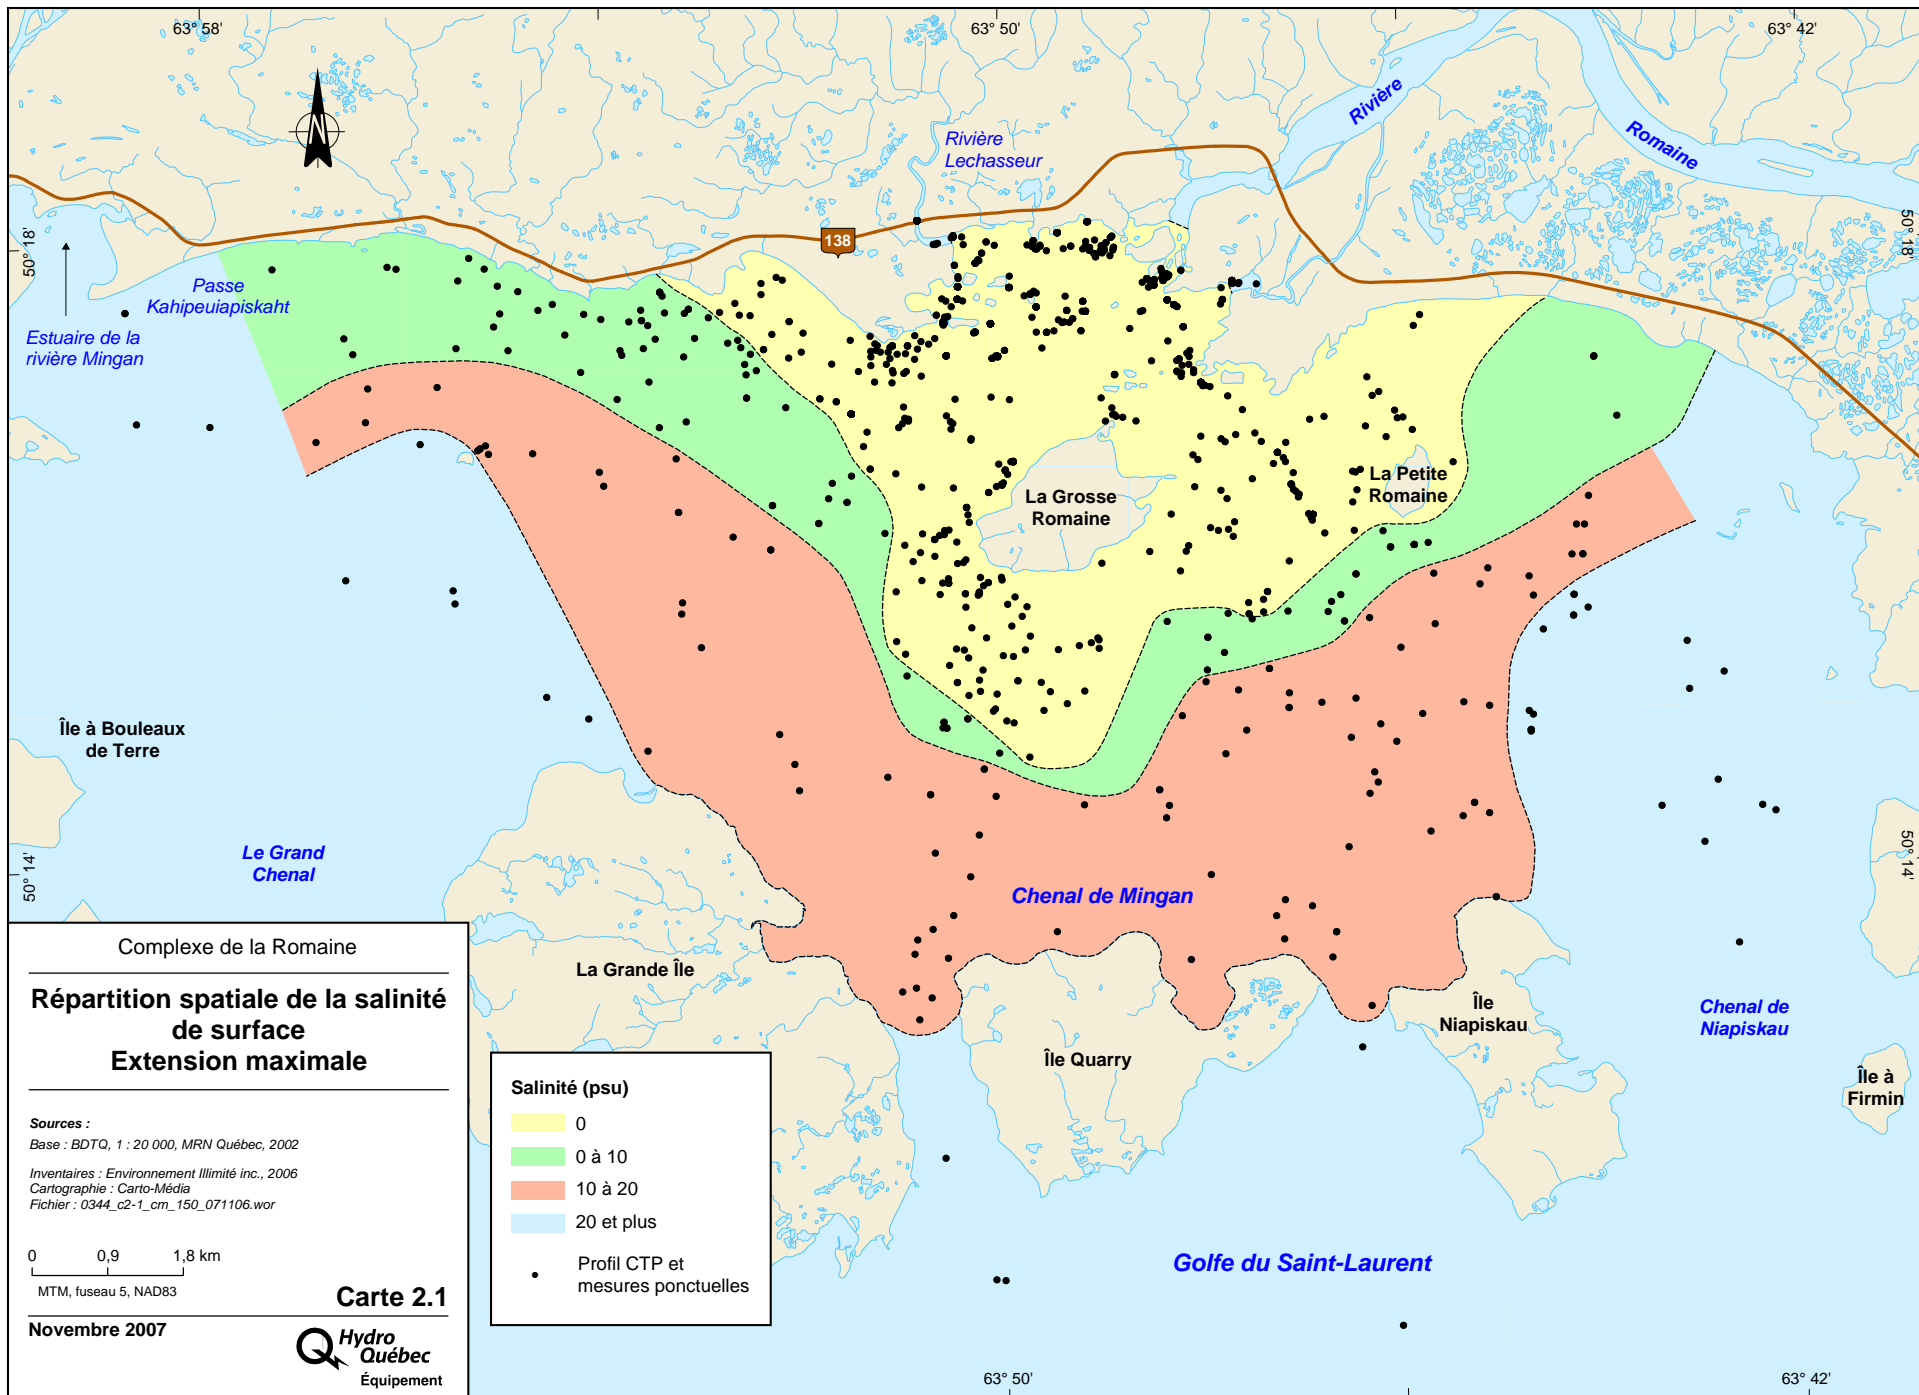 63° 58'
63° 50'
63° 42'
Rivière
Romaine
Rivière
Lechasseur
138
50° 18'
50° 18'
Passe
Kahipeuiapiskaht
Estuaire de la
rivière Mingan
La Grosse
Romaine
La Petite
Romaine
Île à Bouleaux
de Terre
Le Grand
Chenal
50° 14'
50° 14'
Chenal de Mingan
La Grande Île
Île Quarry
Île
Niapiskau
Chenal de
Niapiskau
Île à
Firmin
Golfe du Saint-Laurent
63° 50'
63° 42'
Complexe de la Romaine
Répartition spatiale de la salinité
de surface
Extension maximale
Sources :
Base : BDTQ, 1 : 20 000, MRN Québec, 2002
Inventaires : Environnement Illimité inc., 2006
Cartographie : Carto-Média
Fichier : 0344_c2-1_cm_150_071106.wor
0 0,9 1,8 km
MTM, fuseau 5, NAD83
Carte 2.1
Novembre 2007
Hydro
Québec
Équipement
Salinité (psu)
0
0 à 10
10 à 20
20 et plus
Profil CTP et
mesures ponctuelles
N